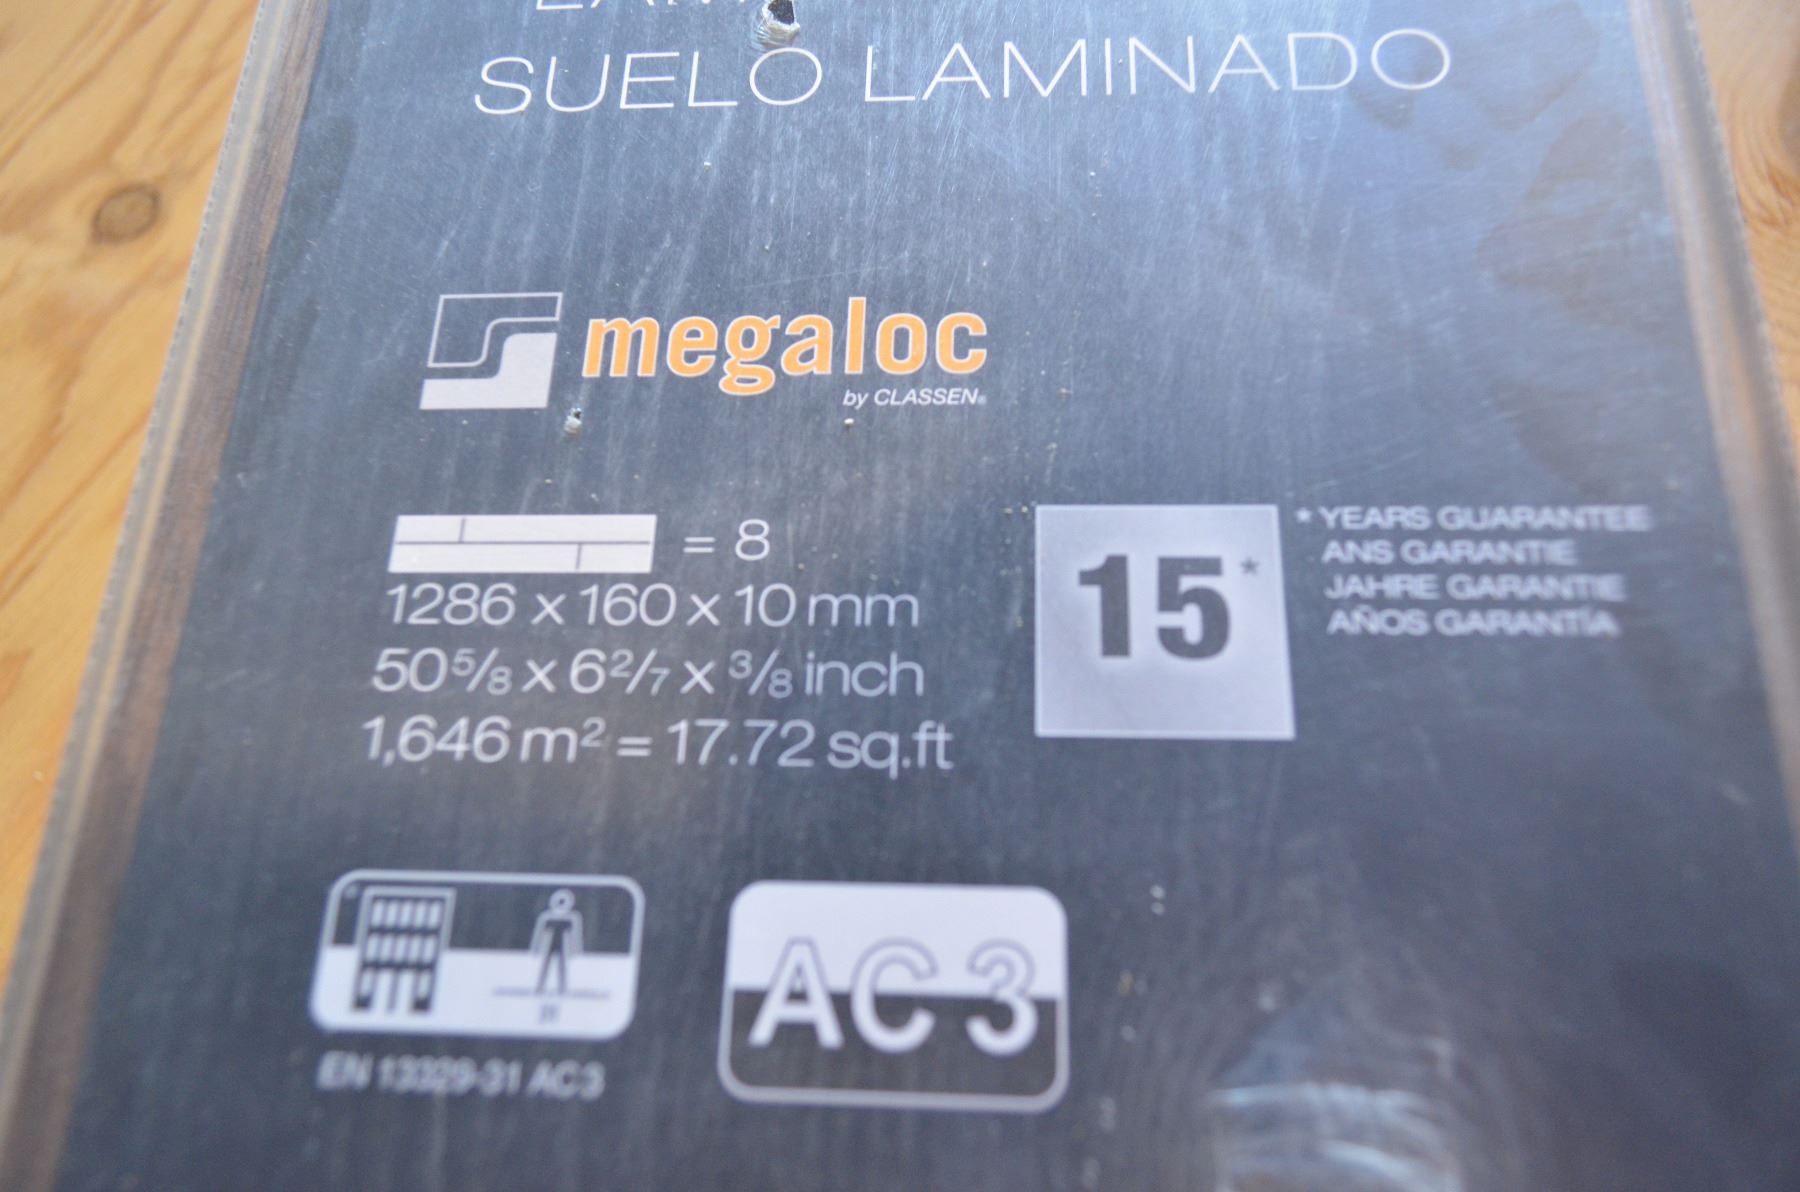 SUELO LAMINADO
megaloc
by CLASSEN®
= 8
1286 x 160 x 10 mm
50 5/8 x 6 2/7 x 3/8 inch
1,646 m² = 17.72 sq.ft
15*
* YEARS GUARANTEE
ANS GARANTIE
JAHRE GARANTIE
AÑOS GARANTÍA
EN 13329-31 AC3
AC 3